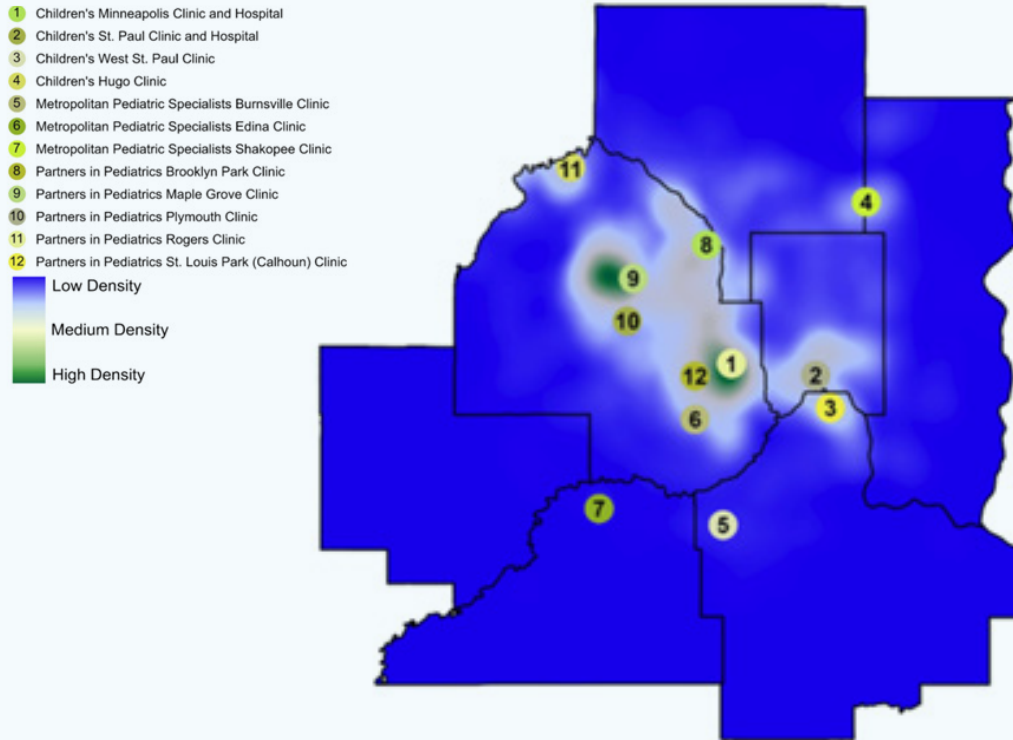 1 Children's Minneapolis Clinic and Hospital
2 Children's St. Paul Clinic and Hospital
3 Children's West St. Paul Clinic
4 Children's Hugo Clinic
5 Metropolitan Pediatric Specialists Burnsville Clinic
6 Metropolitan Pediatric Specialists Edina Clinic
7 Metropolitan Pediatric Specialists Shakopee Clinic
8 Partners in Pediatrics Brooklyn Park Clinic
9 Partners in Pediatrics Maple Grove Clinic
10 Partners in Pediatrics Plymouth Clinic
11 Partners in Pediatrics Rogers Clinic
12 Partners in Pediatrics St. Louis Park (Calhoun) Clinic
Low Density
Medium Density
High Density
11
4
8
9
10
1
12
2
3
6
7
5